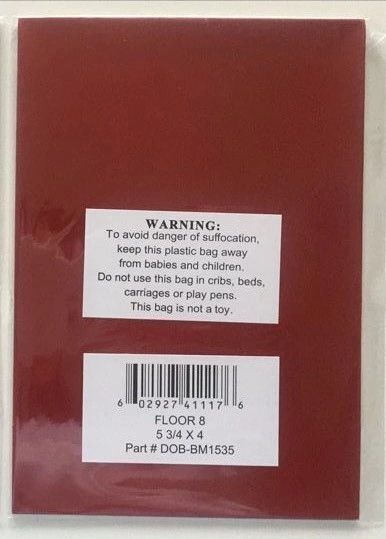 WARNING:
To avoid danger of suffocation,
keep this plastic bag away
from babies and children.
Do not use this bag in cribs, beds,
carriages or play pens.
This bag is not a toy.
6 02927 41117 6
FLOOR 8
5 3/4 X 4
Part # DOB-BM1535